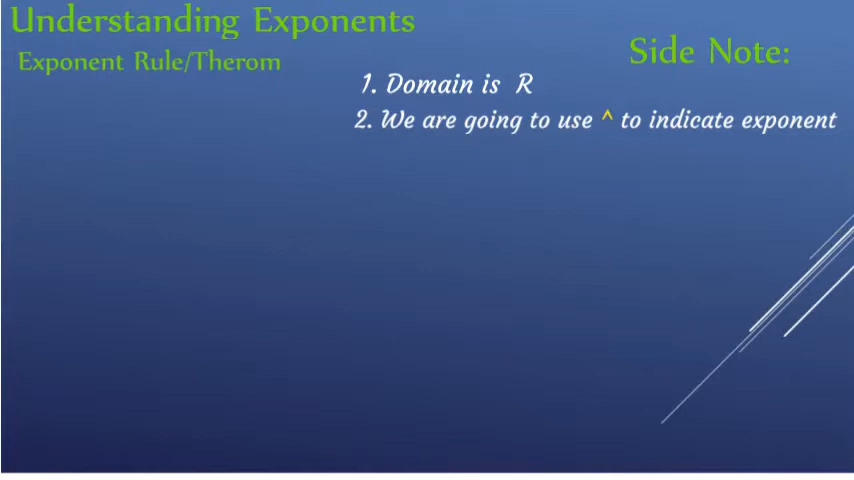 Understanding Exponents
Exponent Rule/Therom
Side Note:
1. Domain is R
2. We are going to use ^ to indicate exponent